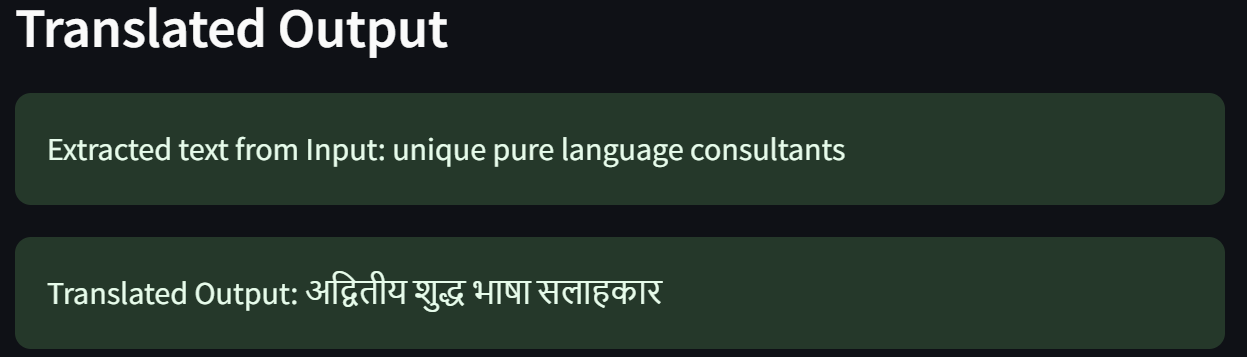 Translated Output
Extracted text from Input: unique pure language consultants
Translated Output: अद्वितीय शुद्ध भाषा सलाहकार